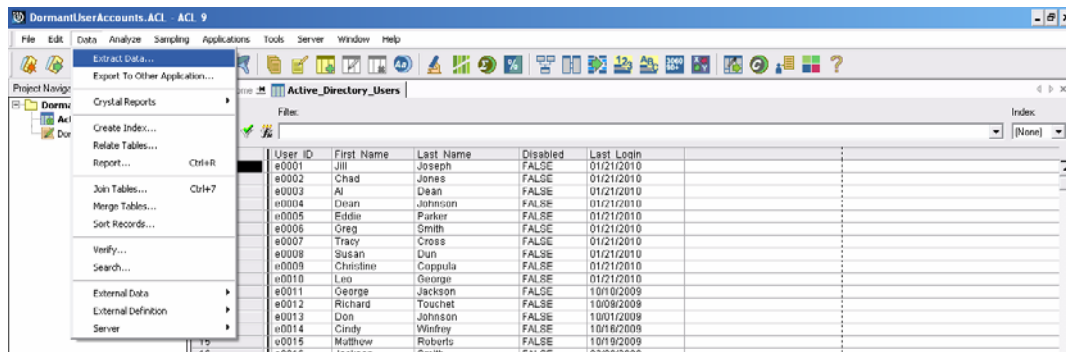 DormantUserAccounts.ACL - ACL 9
File Edit Data Analyze Sampling Applications Tools Server Window Help
Extract Data...
Export To Other Application...
Crystal Reports
Create Index...
Relate Tables...
Report... Ctrl+R
Join Tables... Ctrl+7
Merge Tables...
Sort Records...
Verify...
Search...
External Data
External Definition
Server
Project Naviga
Dorma
Act
Dor
ome
Active_Directory_Users
Filter:
Index:
(None)
User ID First Name Last Name Disabled Last Login
e0001 Jill Joseph FALSE 01/21/2010
e0002 Chad Jones FALSE 01/21/2010
e0003 Al Dean FALSE 01/21/2010
e0004 Dean Johnson FALSE 01/21/2010
e0005 Eddie Parker FALSE 01/21/2010
e0006 Greg Smith FALSE 01/21/2010
e0007 Tracy Cross FALSE 01/21/2010
e0008 Susan Dun FALSE 01/21/2010
e0009 Christine Coppula FALSE 01/21/2010
e0010 Leo George FALSE 01/21/2010
e0011 George Jackson FALSE 10/10/2009
e0012 Richard Touchet FALSE 10/09/2009
e0013 Don Johnson FALSE 10/01/2009
e0014 Cindy Winfrey FALSE 10/16/2009
15 e0015 Matthew Roberts FALSE 10/19/2009